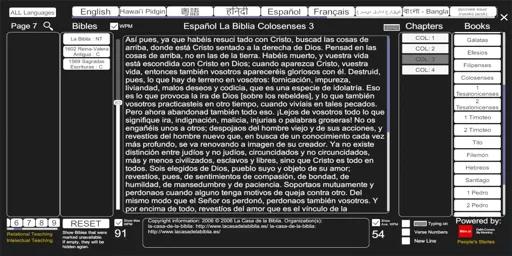 ALL Languages
English
Hawai'i Pidgin
粵語
हिन्दी
Español
Français
বাংলা - Bangla
Page 7
Bibles
WPM
Español La Biblia Colosenses 3
Chapters
Books
La Biblia : NT
1602 Reina-Valera
Antigua : C
1569 Sagradas
Escrituras : C
Así pues, ya que habéis resuci tado con Cristo, buscad las cosas de
arriba, donde está Cristo sentado a la derecha de Dios. Pensad en las
cosas de arriba, no en las de la tierra. Habéis muerto, y vuestra vida
está escondida con Cristo en Dios; cuando aparezca Cristo, vuestra
vida, entonces también vosotros apareceréis gloriosos con él. Destruid,
pues, lo que hay de terreno en vosotros: fornicación, impureza,
liviandad, malos deseos y codicia, que es una especie de idolatría. Eso
es lo que provoca la ira de Dios [sobre los rebeldes], y lo que también
vosotros practicasteis en otro tiempo, cuando vivíais en tales pecados.
Pero ahora abandonad también todo eso. ¡Lejos de vosotros todo lo que
signifique ira, indignación, malicia, injurias o palabras groseras! No os
engañéis unos a otros; despojaos del hombre viejo y de sus acciones, y
revestíos del hombre nuevo que, en busca de un conocimiento cada vez
más profundo, se va renovando a imagen de su creador. Ya no existe
distinción entre judíos y no judíos, circuncidados y no circuncidados,
más y menos civilizados, esclavos y libres, sino que Cristo es todo en
todos. Sois elegidos de Dios, pueblo suyo y objeto de su amor;
revestíos, pues, de sentimientos de compasión, de bondad, de
humildad, de mansedumbre y de paciencia. Soportaos mutuamente y
perdonaos cuando alguno tenga motivos de queja contra otro. Del
mismo modo que el Señor os perdonó, perdonaos también vosotros. Y
por encima de todo, revestíos del amor que es el vínculo de la
COL: 1
COL: 2
COL: 3
COL: 4
Gálatas
Efesios
Filipenses
Colosenses
1
Tesalonicenses
2
Tesalonicenses
1 Timoteo
2 Timoteo
Tito
Filemón
Hebreos
Santiago
1 Pedro
2 Pedro
6 7 8 9
RESET
Relational Teaching
Intelectual Teaching
Show Bibles that were
marked unavailable.
If empty, they will be
hidden again.
Show
WPM
91
Copyright information: 2006 © 2006 La Casa de la Biblia. Organization(s):
la-casa-de-la-biblia: http://www.lacasadelabiblia.es/ la-casa-de-la-biblia:
http://www.lacasadelabiblia.es/
Show
Ave. WPM
54
Typing on
Verse Numbers
New Line
Powered by:
Faith Comes
By Hearing
People's Stories